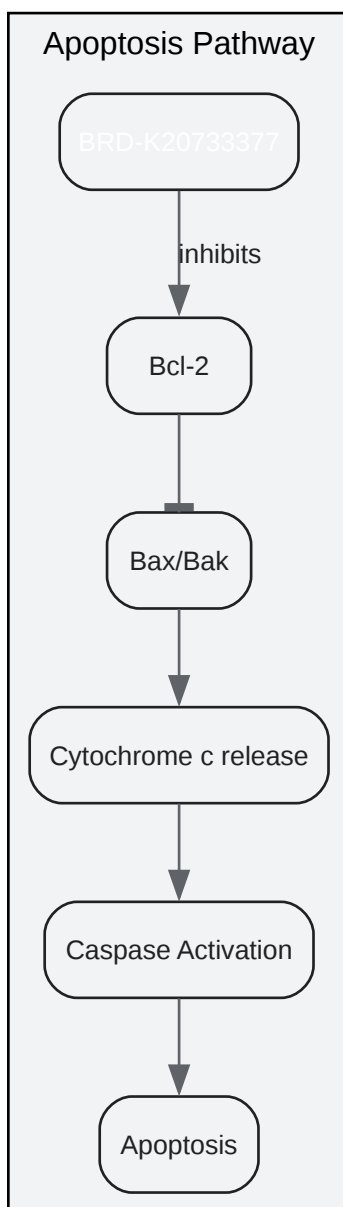 Apoptosis Pathway
BRD-K20733377
inhibits
Bcl-2
Bax/Bak
Cytochrome c release
Caspase Activation
Apoptosis